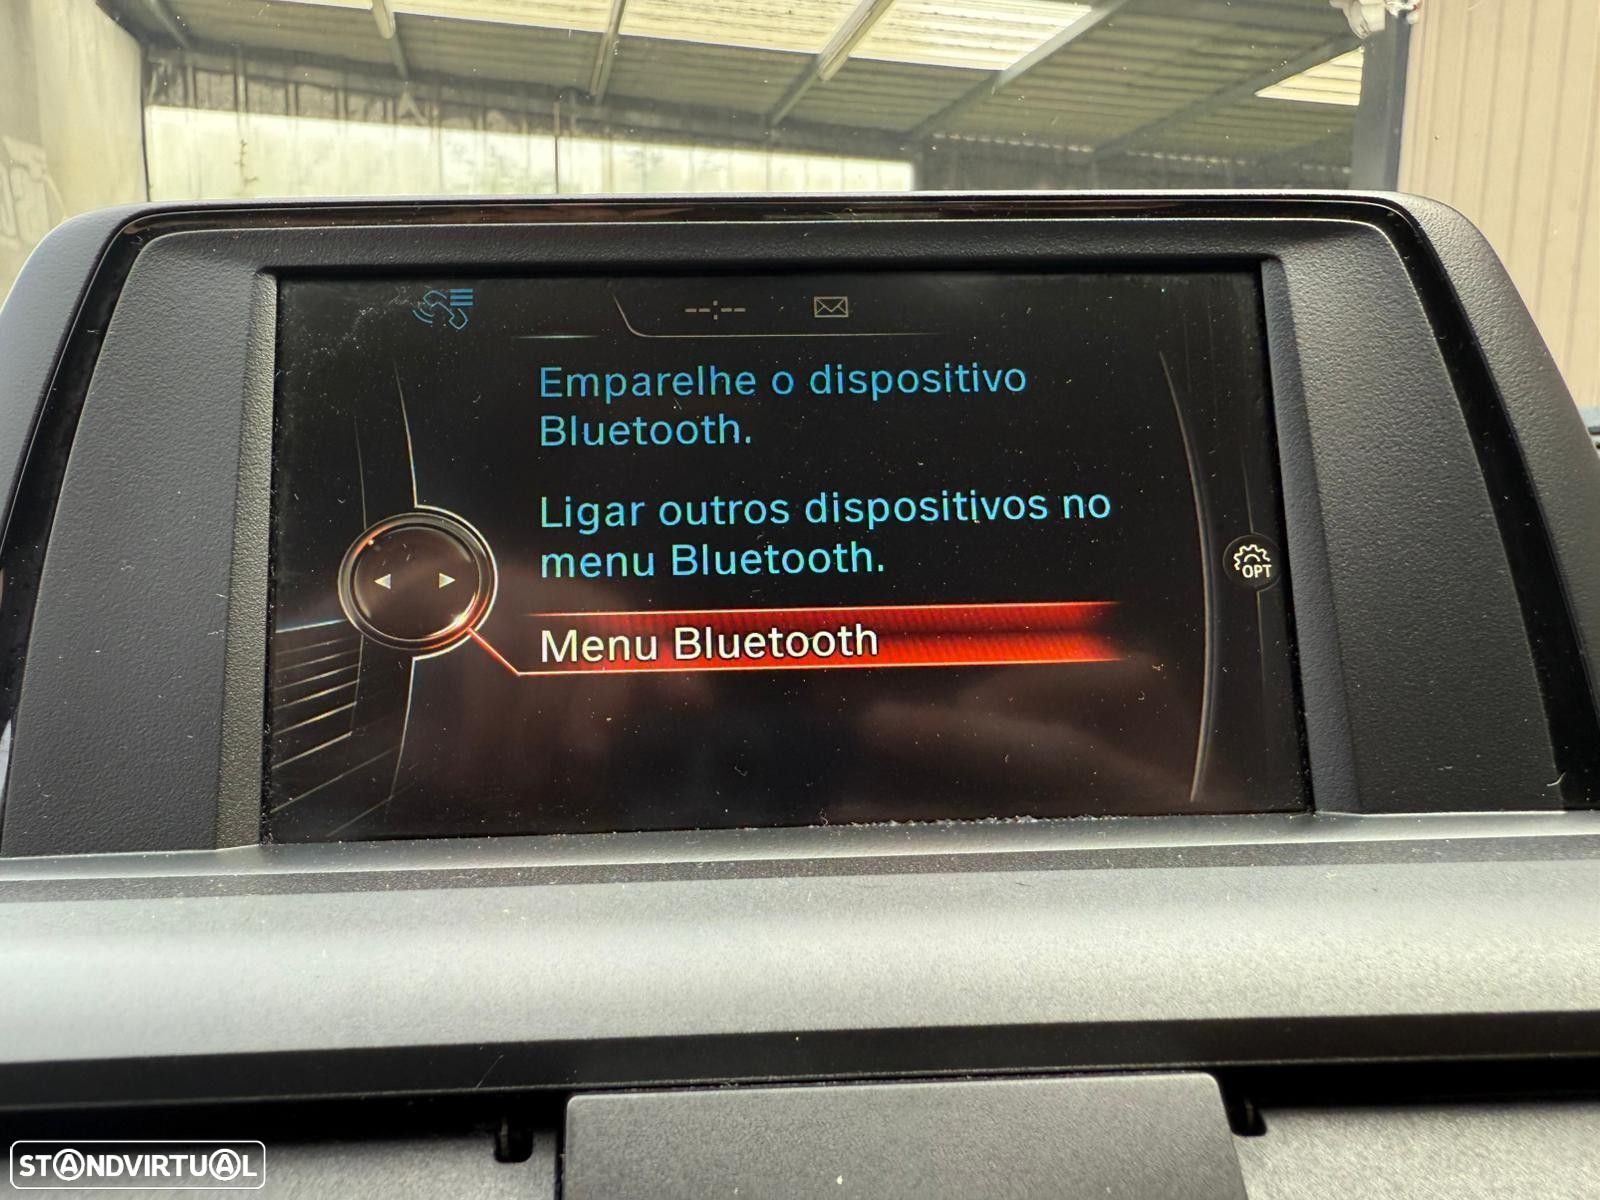 --:--
Emparelhe o dispositivo
Bluetooth.
Ligar outros dispositivos no
menu Bluetooth.
OPT
Menu Bluetooth
STANDVIRTUAL